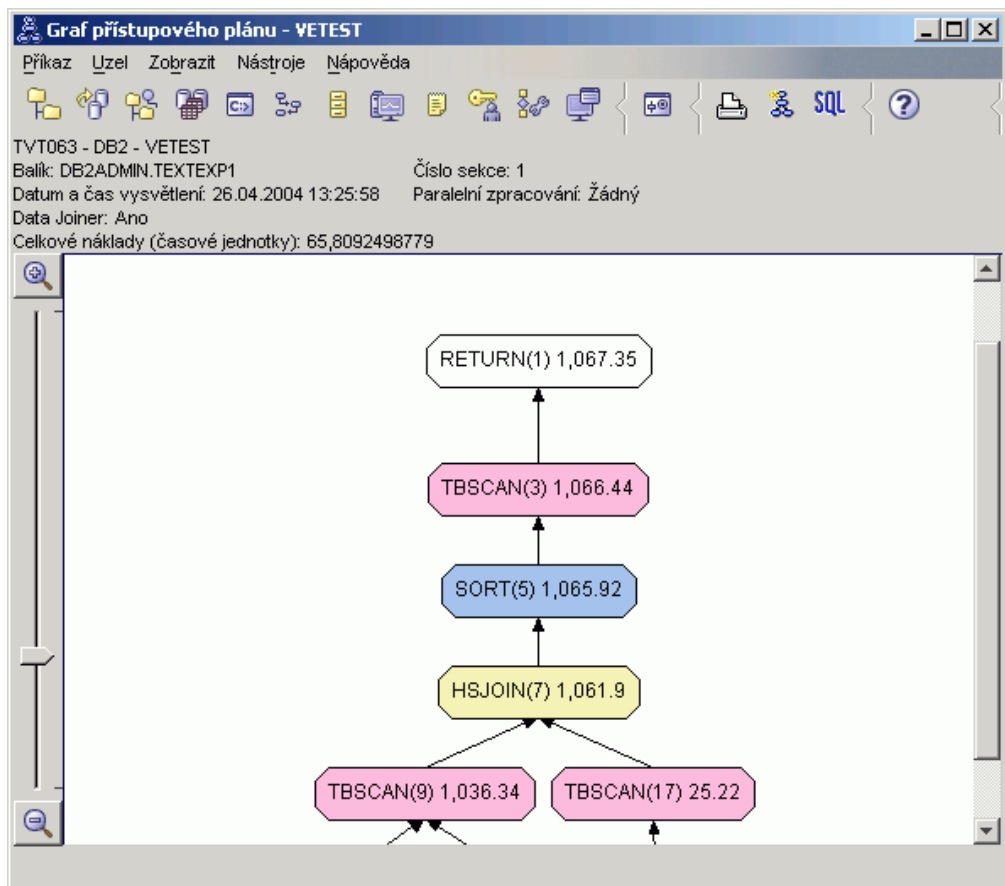 Graf přístupového plánu - VETEST
Příkaz Uzel Zobrazit Nástroje Nápověda
C:> SQL ?
TVT063 - DB2 - VETEST
Balík: DB2ADMIN.TEXTEXP1 Číslo sekce: 1
Datum a čas vysvětlení: 26.04.2004 13:25:58 Paralelní zpracování: Žádný
Data Joiner: Ano
Celkové náklady (časové jednotky): 65,8092498779
RETURN(1) 1,067.35
TBSCAN(3) 1,066.44
SORT(5) 1,065.92
HSJOIN(7) 1,061.9
TBSCAN(9) 1,036.34 TBSCAN(17) 25.22